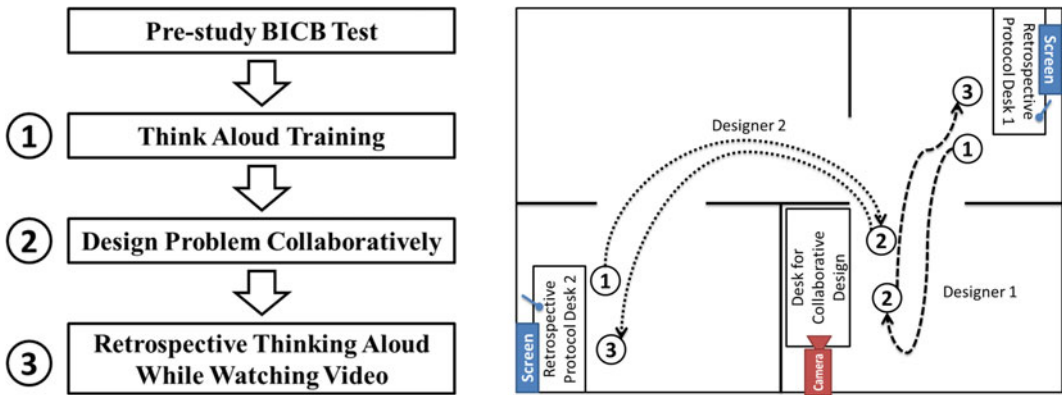 Pre-study BICB Test
1
Think Aloud Training
2
Design Problem Collaboratively
3
Retrospective Thinking Aloud
While Watching Video
Screen
Retrospective
Protocol Desk 1
3
1
Designer 2
2
2
Designer 1
Desk for
Collaborative
Design
Camera
1
3
Retrospective
Protocol Desk 2
Screen